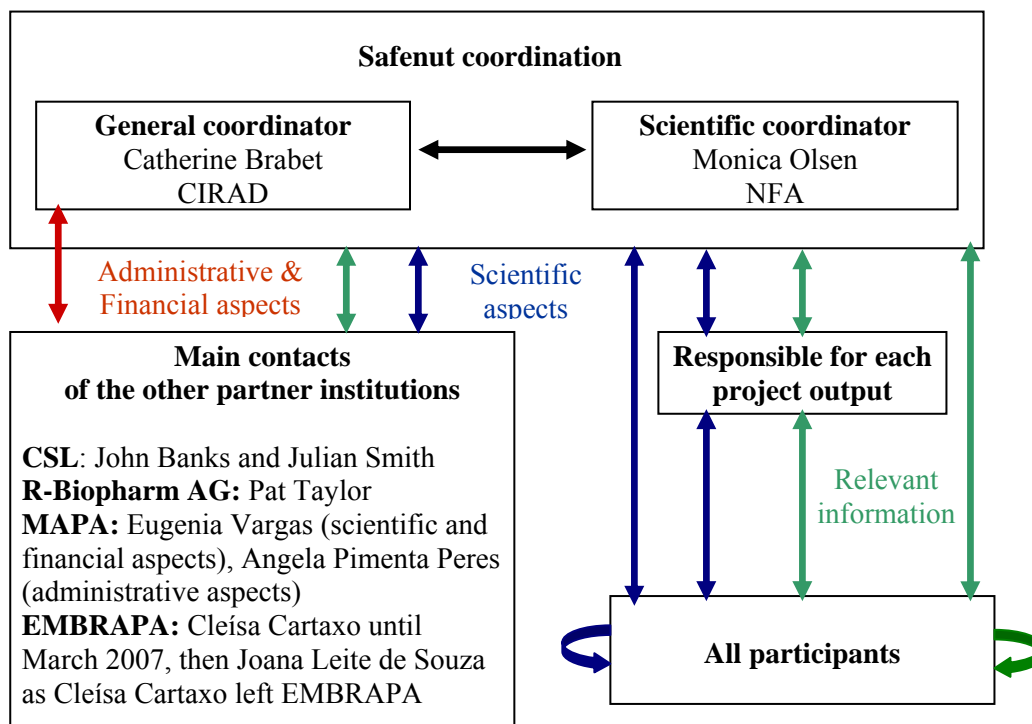 Safenut coordination
General coordinator
Catherine Brabet
CIRAD
Scientific coordinator
Monica Olsen
NFA
Administrative &
Financial aspects
Scientific
aspects
Main contacts
of the other partner institutions
CSL: John Banks and Julian Smith
R-Biopharm AG: Pat Taylor
MAPA: Eugenia Vargas (scientific and
financial aspects), Angela Pimenta Peres
(administrative aspects)
EMBRAPA: Cleísa Cartaxo until
March 2007, then Joana Leite de Souza
as Cleísa Cartaxo left EMBRAPA
Responsible for each
project output
Relevant
information
All participants